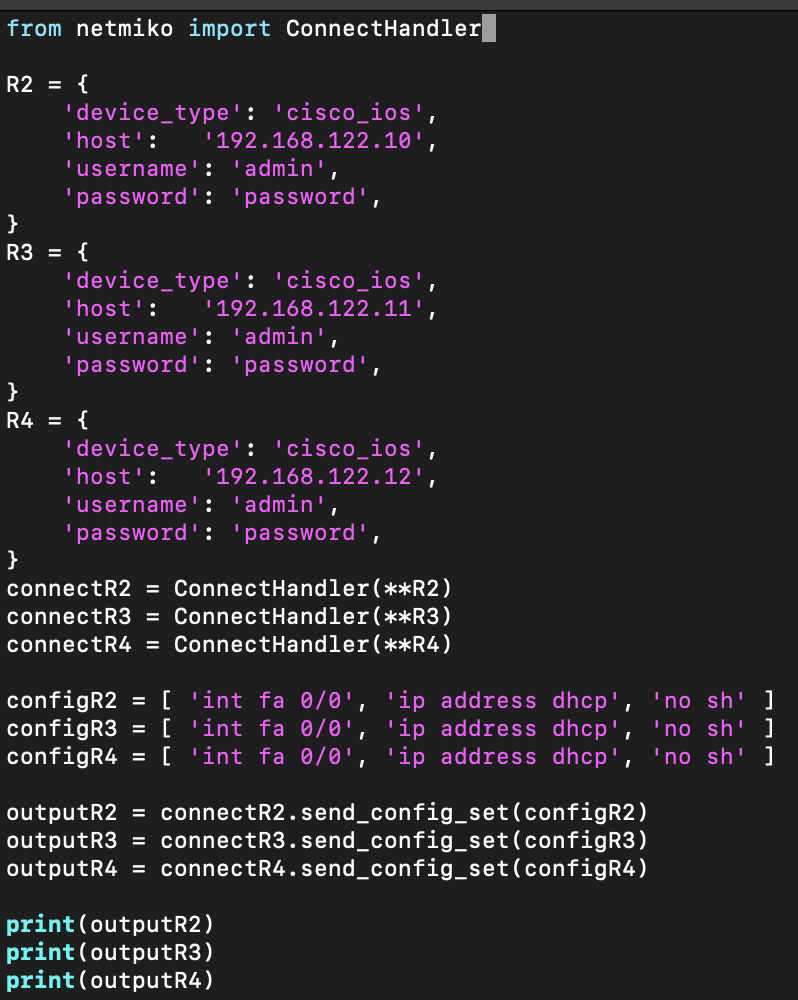 from netmiko import ConnectHandler
R2 = {
    'device_type': 'cisco_ios',
    'host':   '192.168.122.10',
    'username': 'admin',
    'password': 'password',
}
R3 = {
    'device_type': 'cisco_ios',
    'host':   '192.168.122.11',
    'username': 'admin',
    'password': 'password',
}
R4 = {
    'device_type': 'cisco_ios',
    'host':   '192.168.122.12',
    'username': 'admin',
    'password': 'password',
}
connectR2 = ConnectHandler(**R2)
connectR3 = ConnectHandler(**R3)
connectR4 = ConnectHandler(**R4)
configR2 = [ 'int fa 0/0', 'ip address dhcp', 'no sh' ]
configR3 = [ 'int fa 0/0', 'ip address dhcp', 'no sh' ]
configR4 = [ 'int fa 0/0', 'ip address dhcp', 'no sh' ]
outputR2 = connectR2.send_config_set(configR2)
outputR3 = connectR3.send_config_set(configR3)
outputR4 = connectR4.send_config_set(configR4)
print(outputR2)
print(outputR3)
print(outputR4)